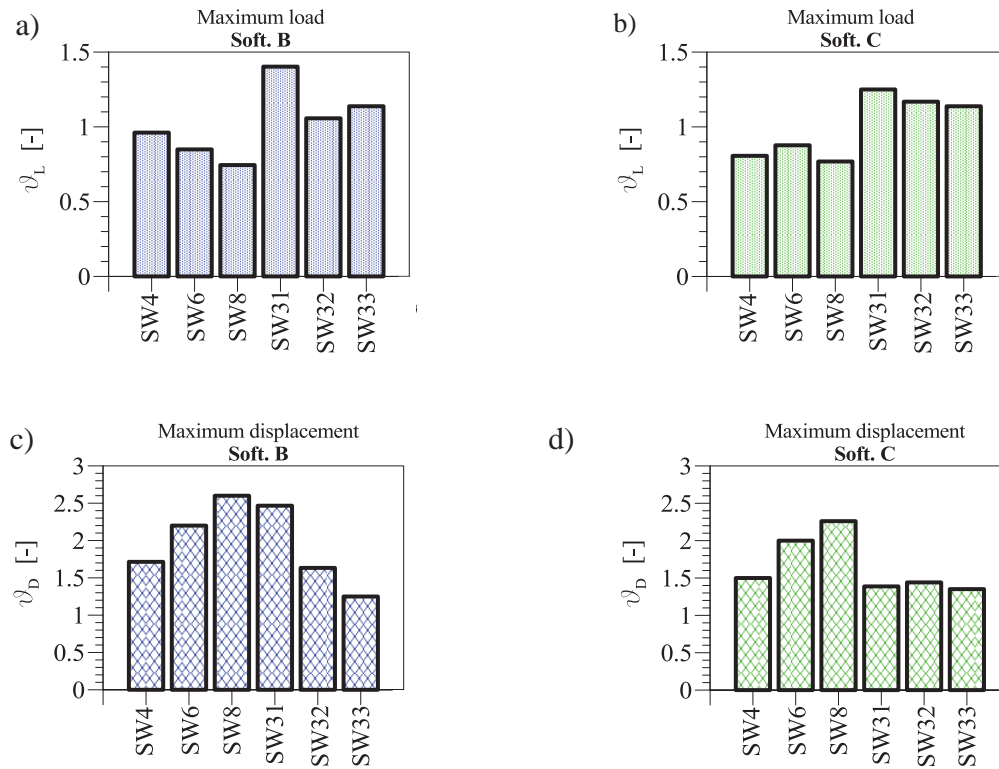 a)
Maximum load
Soft. B
1.5
1
0.5
0
ϑL [-]
SW4
SW6
SW8
SW31
SW32
SW33
b)
Maximum load
Soft. C
1.5
1
0.5
0
ϑL [-]
SW4
SW6
SW8
SW31
SW32
SW33
c)
Maximum displacement
Soft. B
3
2.5
2
1.5
1
0.5
0
ϑD [-]
SW4
SW6
SW8
SW31
SW32
SW33
d)
Maximum displacement
Soft. C
3
2.5
2
1.5
1
0.5
0
ϑD [-]
SW4
SW6
SW8
SW31
SW32
SW33